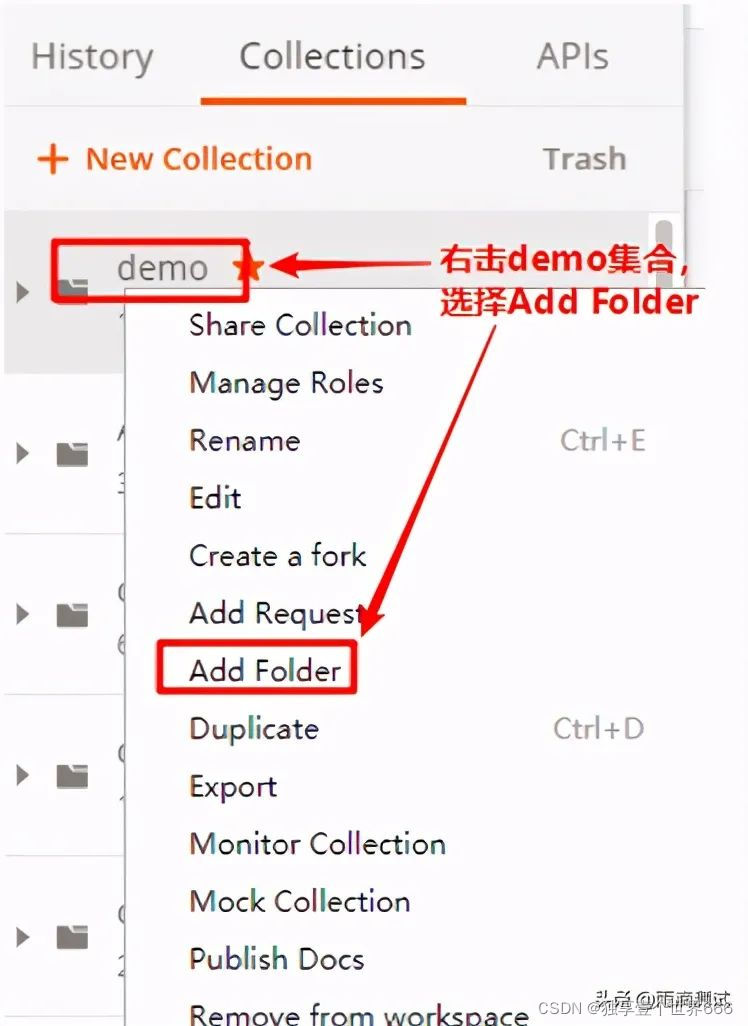 History Collections APIs
+ New Collection Trash
demo
右击demo集合,
选择Add Folder
Share Collection
Manage Roles
Rename Ctrl+E
Edit
Create a fork
Add Request
Add Folder
Duplicate Ctrl+D
Export
Monitor Collection
Mock Collection
Publish Docs
Remove from workspace
头条 @雨滴测试
CSDN @独享壹个世界666